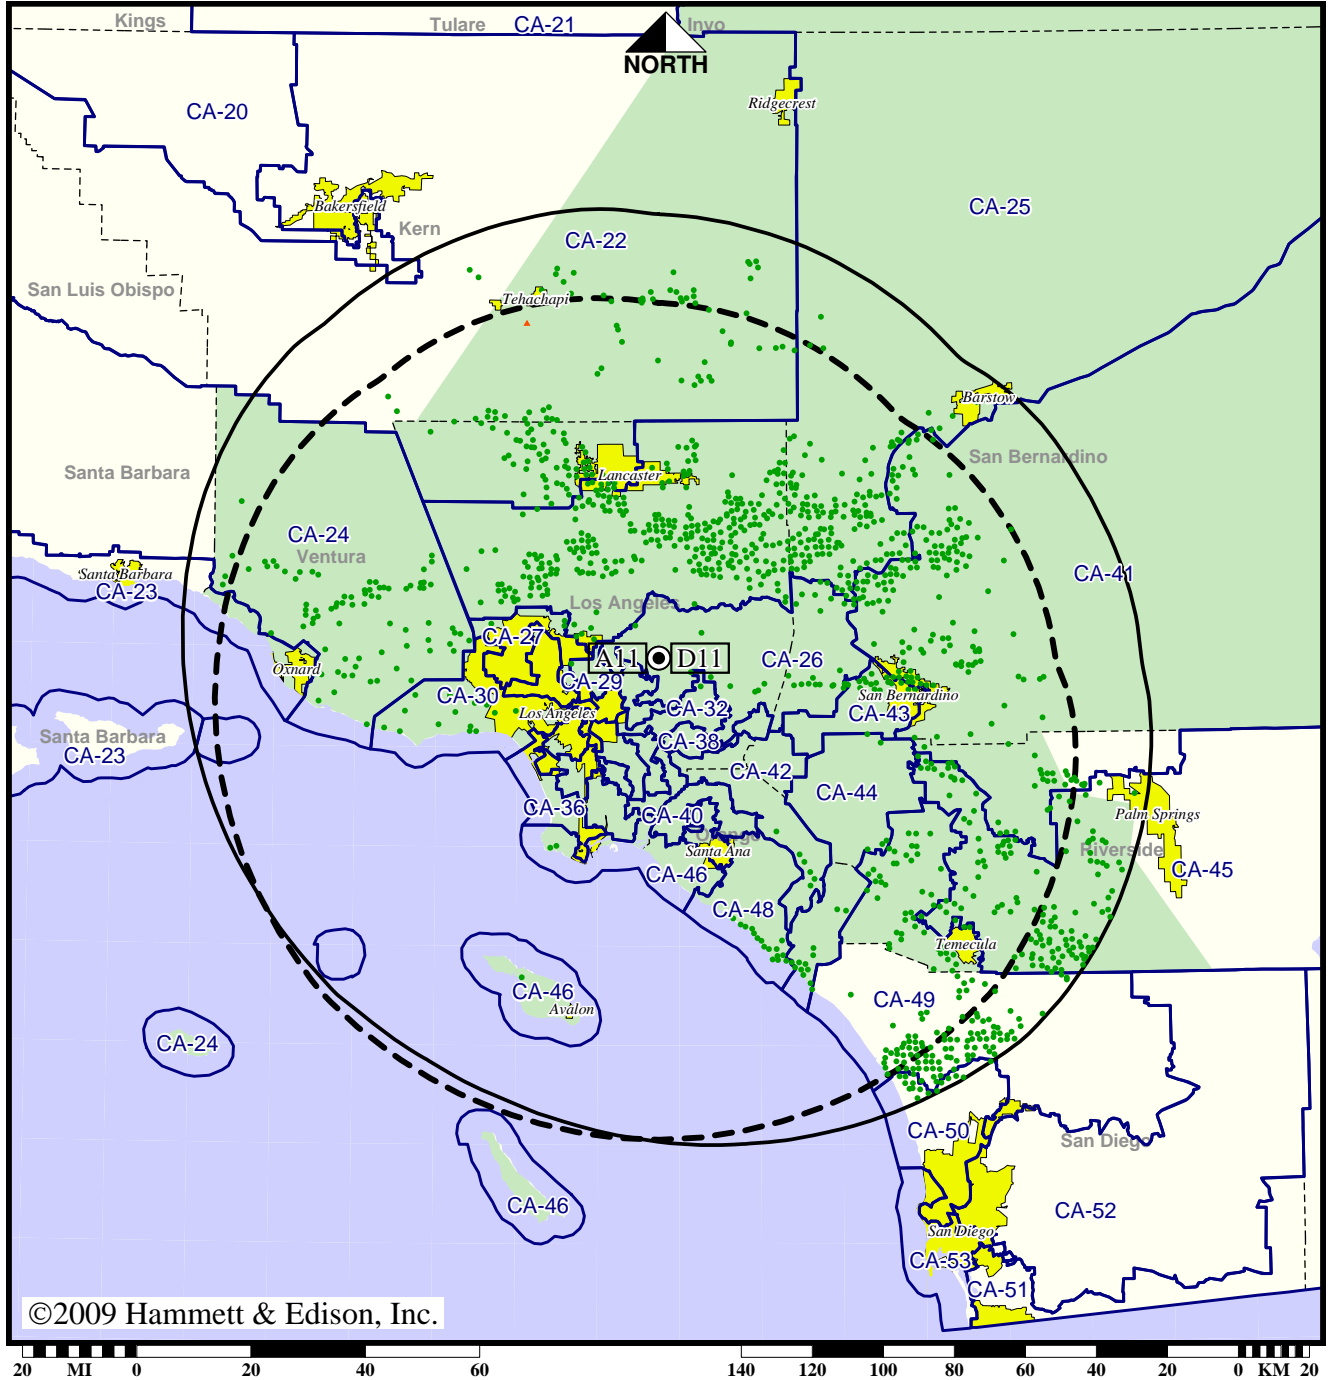 Kings
Tulare
CA-21
Invo
NORTH
CA-20
Ridgecrest
CA-25
Bakersfield
Kern
CA-22
San Luis Obispo
Tehachapi
Barstow
San Bernardino
Santa Barbara
Lancaster
CA-24
Ventura
Santa Barbara
CA-23
CA-41
Los Angeles
CA-27
A11
D11
CA-26
Oxnard
CA-29
CA-30
San Bernardino
CA-32
CA-43
Los Angeles
Santa Barbara
CA-23
CA-38
CA-42
CA-44
CA-36
CA-40
Palm Springs
Orange
Santa Ana
Riverside
CA-46
CA-45
CA-48
Temecula
CA-46
Avalon
CA-49
CA-24
CA-50
San Diego
CA-46
CA-52
San Diego
CA-53
CA-51
©2009 Hammett & Edison, Inc.
20 MI 0 20 40 60 140 120 100 80 60 40 20 0 KM 20